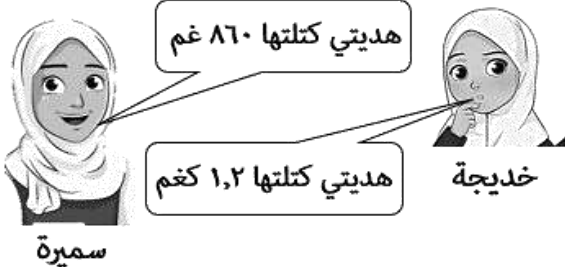 هديتي كتلتها ٨٦٠ غم
هديتي كتلتها ١,٢ كغم
خديجة
سميرة